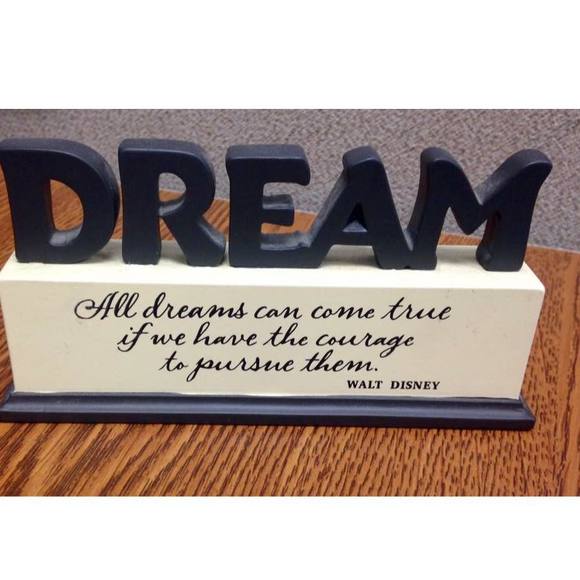 DREAM
All dreams can come true
if we have the courage
to pursue them.
WALT DISNEY